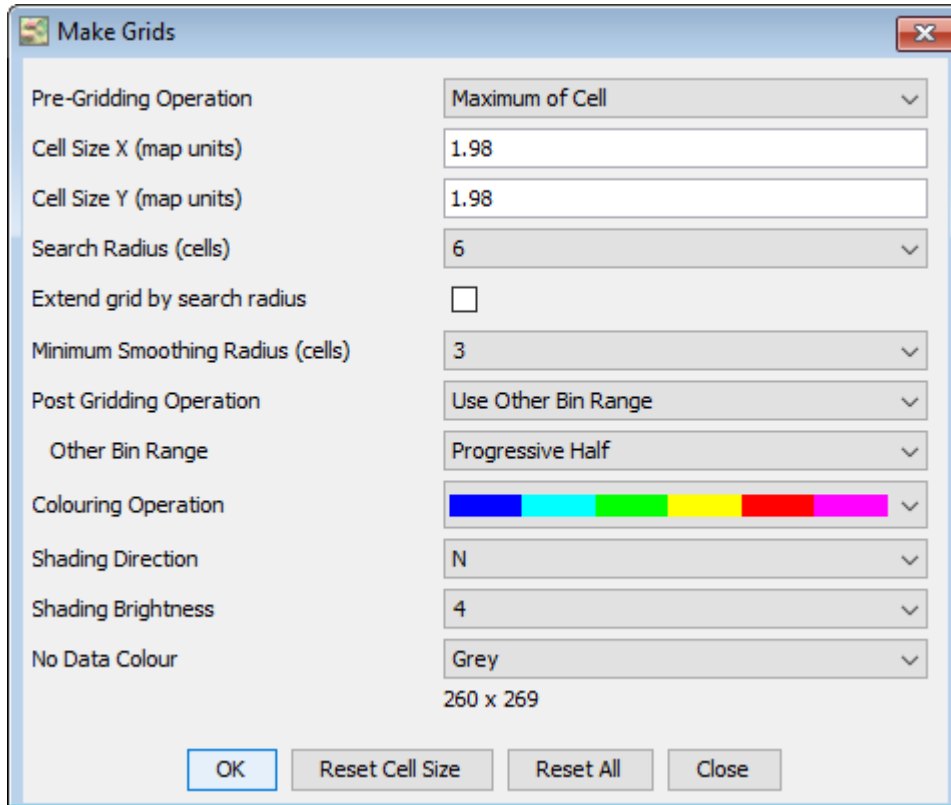 Make Grids
Pre-Gridding Operation Maximum of Cell
Cell Size X (map units) 1.98
Cell Size Y (map units) 1.98
Search Radius (cells) 6
Extend grid by search radius
Minimum Smoothing Radius (cells) 3
Post Gridding Operation Use Other Bin Range
Other Bin Range Progressive Half
Colouring Operation
Shading Direction N
Shading Brightness 4
No Data Colour Grey
260 x 269
OK Reset Cell Size Reset All Close